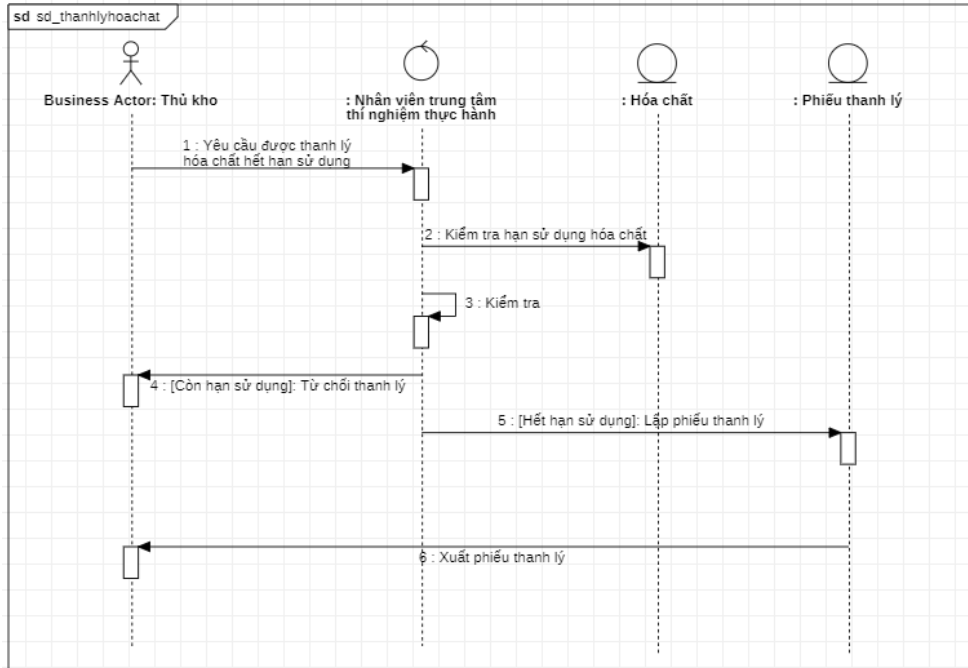 sd sd_thanhlyhoachat
Business Actor: Thủ kho
: Nhân viên trung tâm
thí nghiệm thực hành
: Hóa chất
: Phiếu thanh lý
1 : Yêu cầu được thanh lý
hóa chất hết hạn sử dụng
2 : Kiểm tra hạn sử dụng hóa chất
3 : Kiểm tra
4 : [Còn hạn sử dụng]: Từ chối thanh lý
5 : [Hết hạn sử dụng]: Lập phiếu thanh lý
6 : Xuất phiếu thanh lý